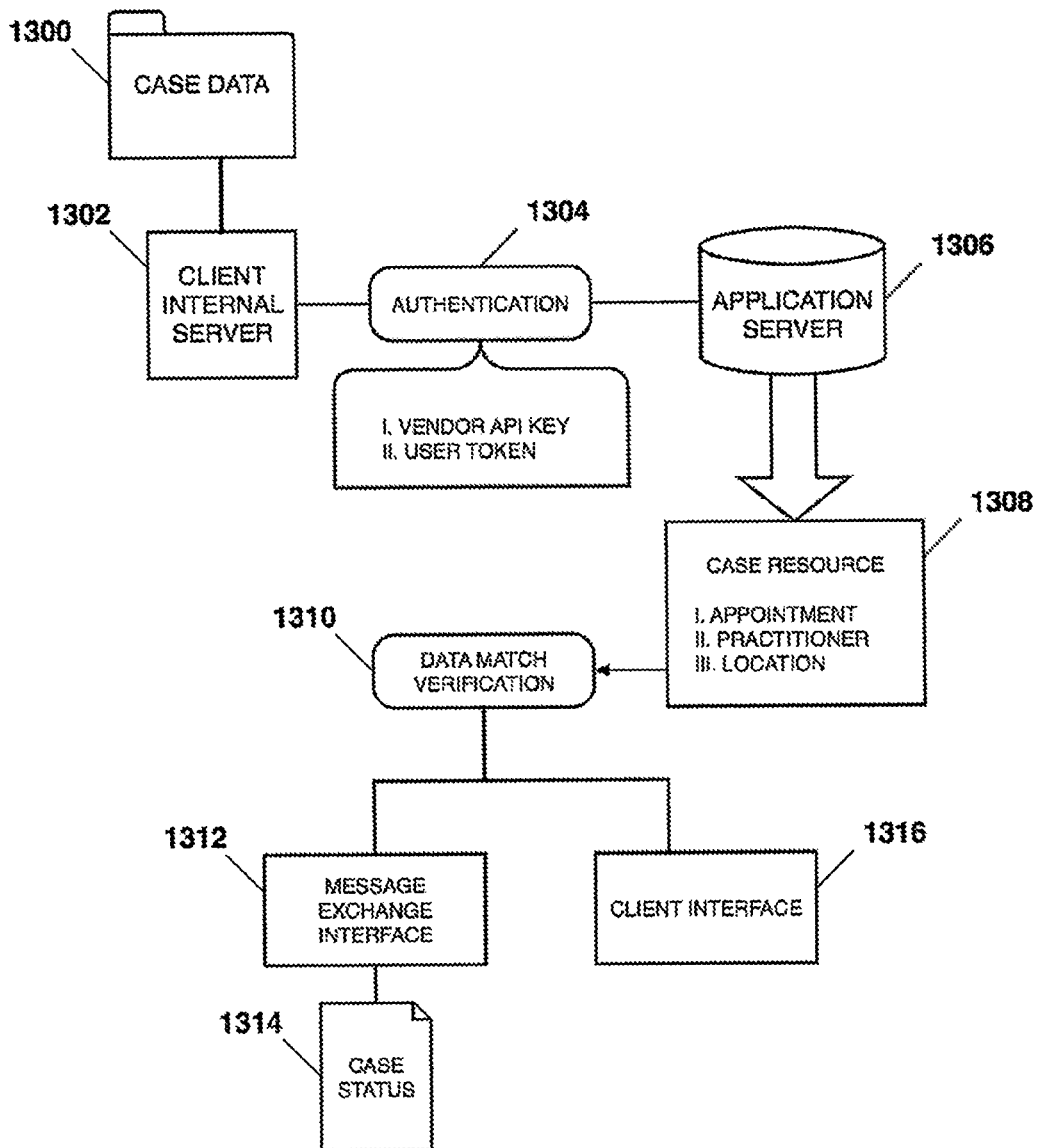 1300
CASE DATA
1302
1304
1306
CLIENT
INTERNAL
SERVER
AUTHENTICATION
APPLICATION
SERVER
I. VENDOR API KEY
II. USER TOKEN
1308
CASE RESOURCE
I. APPOINTMENT
II. PRACTITIONER
III. LOCATION
1310
DATA MATCH
VERIFICATION
1312
1316
MESSAGE
EXCHANGE
INTERFACE
CLIENT INTERFACE
1314
CASE
STATUS